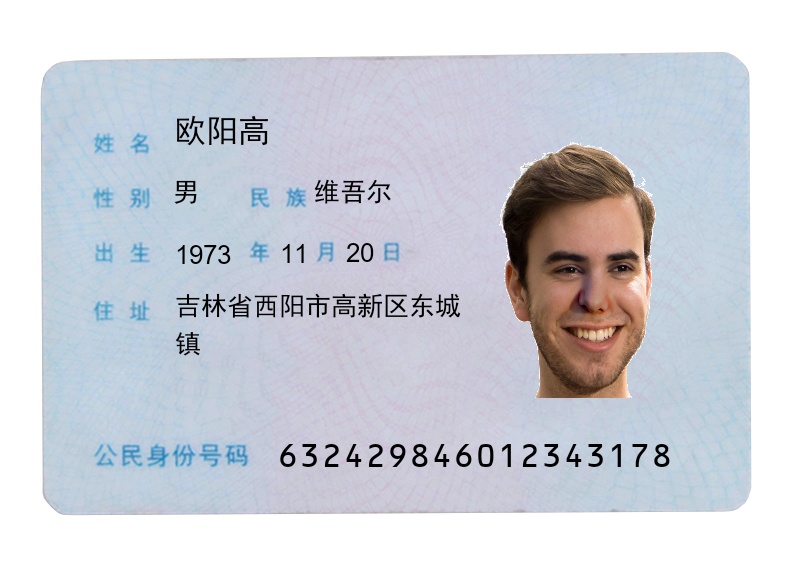 姓名 欧阳高
性别 男 民族 维吾尔
出生 1973 年 11 月 20 日
住址 吉林省西阳市高新区东城
镇
公民身份号码 632429846012343178